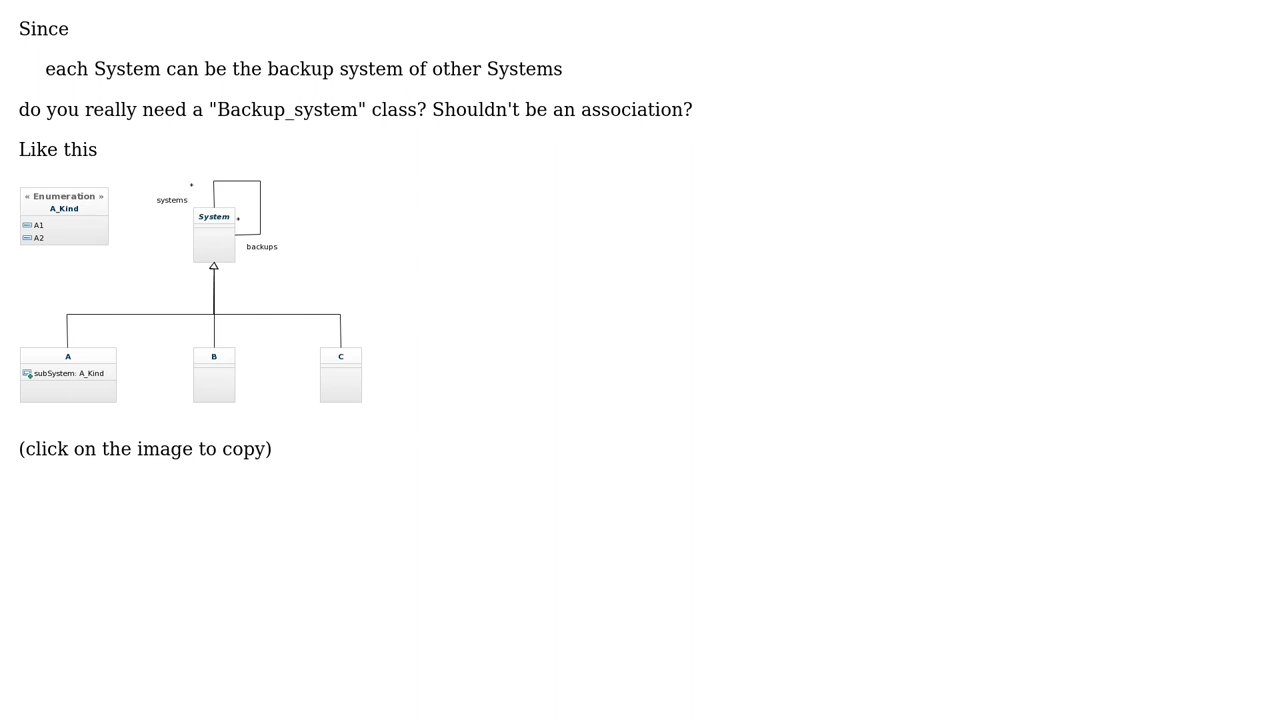 Since
each System can be the backup system of other Systems
do you really need a "Backup_system" class? Shouldn't be an association?
Like this
*
« Enumeration »
systems
A_Kind
System
*
A1
A2
backups
A
B
C
subSystem: A_Kind
(click on the image to copy)